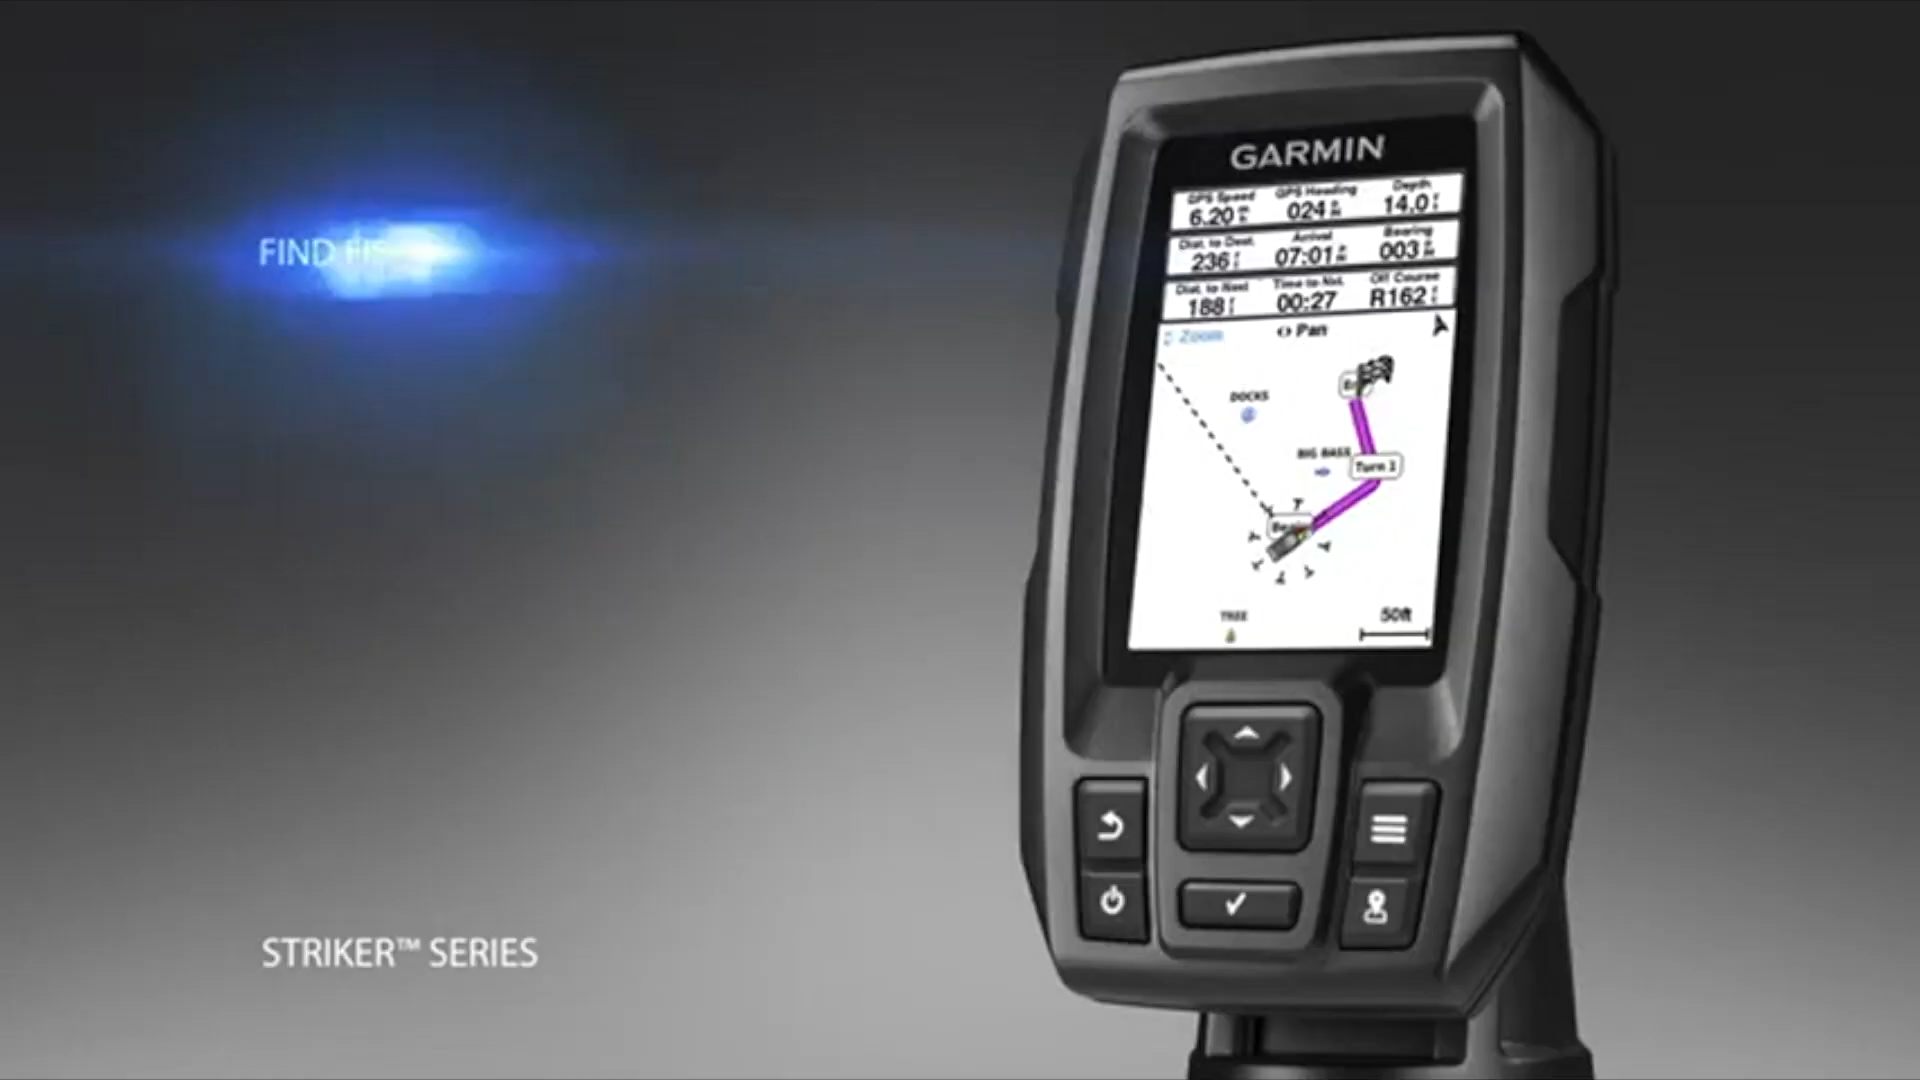 FIND FIS
GARMIN
GPS Speed GPS Heading Depth
6.20 024 14.0
Dist. to Dest. Arrival Bearing
236 07:01 003
Dist. to Next Time to Nxt. Off Course
188 00:27 R162
Zoom Pan
DOCKS
BIG BASS
Turn 1
TREE
50ft
STRIKER™ SERIES